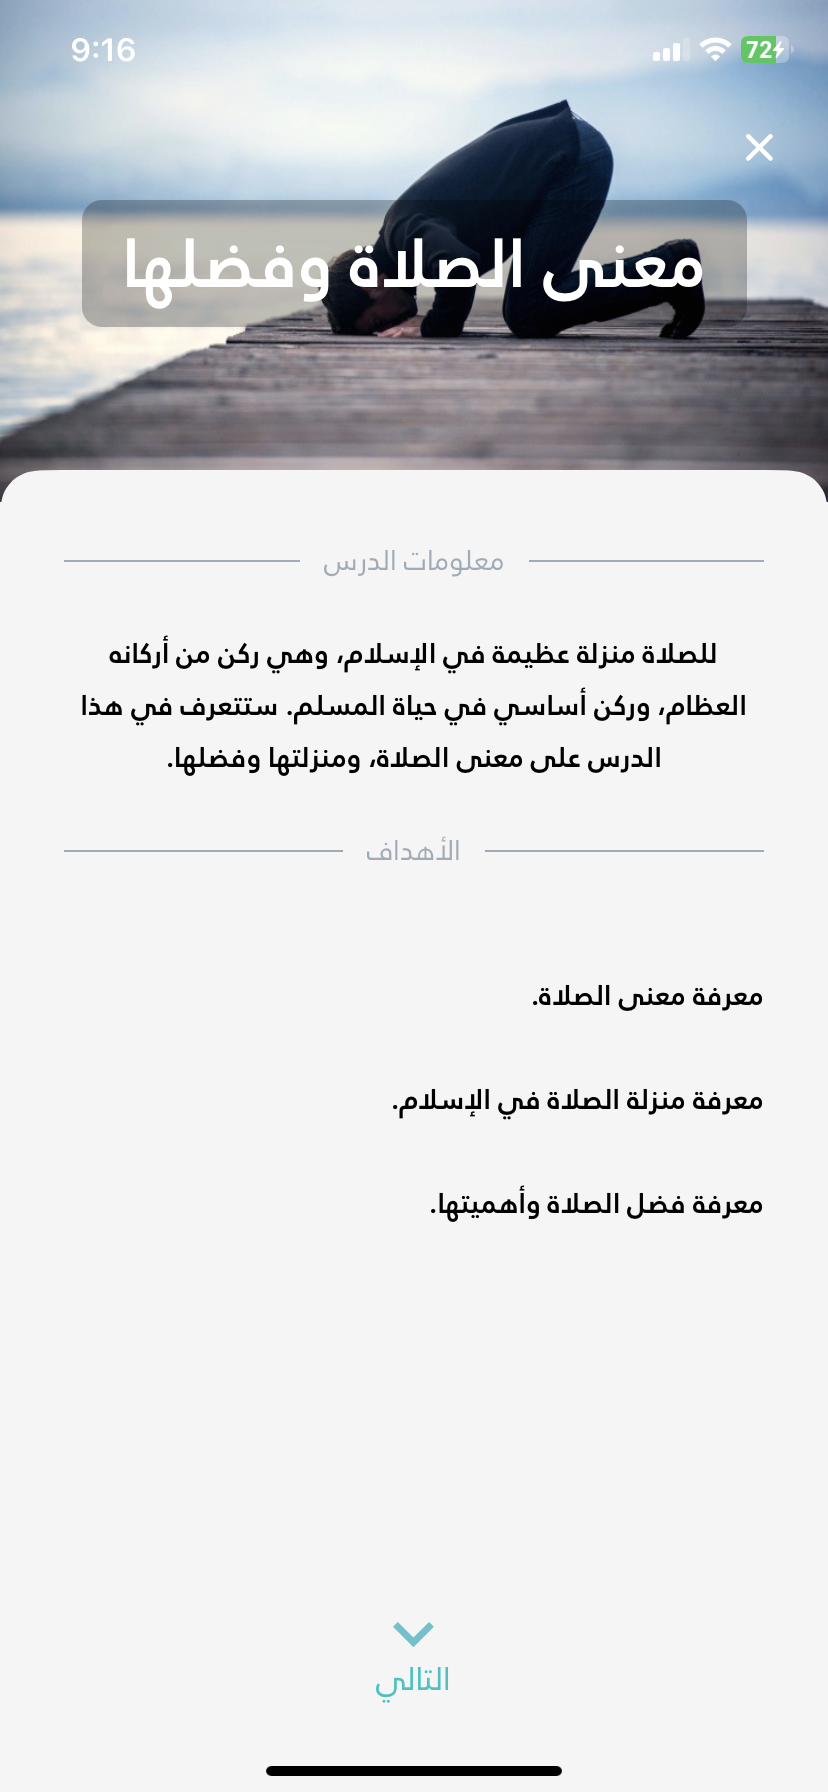 9:16
72
معنى الصلاة وفضلها
معلومات الدرس
للصلاة منزلة عظيمة في الإسلام، وهي ركن من أركانه
العظام، وركن أساسي في حياة المسلم. ستتعرف في هذا
الدرس على معنى الصلاة، ومنزلتها وفضلها.
الأهداف
معرفة معنى الصلاة.
معرفة منزلة الصلاة في الإسلام.
معرفة فضل الصلاة وأهميتها.
التالي